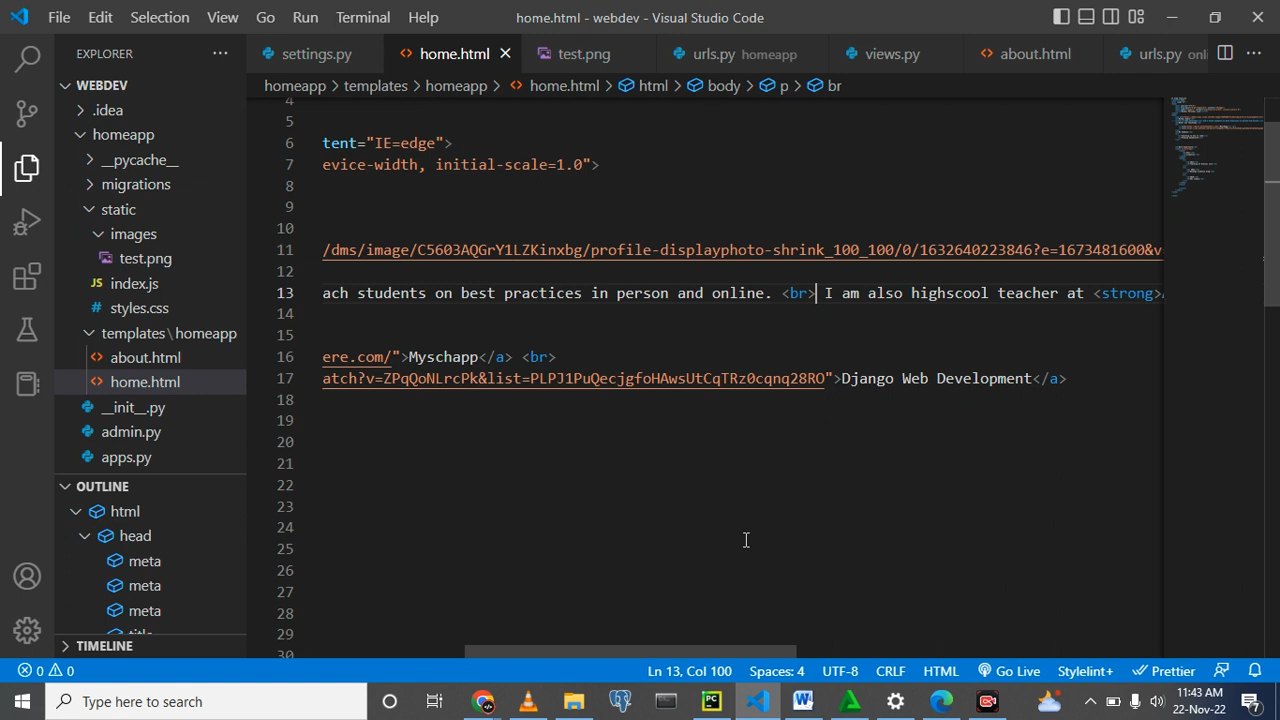 File Edit Selection View Go Run Terminal Help home.html - webdev - Visual Studio Code
EXPLORER
settings.py home.html test.png urls.py homeapp views.py about.html urls.py onli
WEBDEV
homeapp > templates > homeapp > home.html > html > body > p > br
.idea
homeapp
__pycache__
migrations
static
images
test.png
index.js
styles.css
templates\homeapp
about.html
home.html
__init__.py
admin.py
apps.py
OUTLINE
html
head
meta
meta
meta
TIMELINE
4
5
6 tent="IE=edge">
7 evice-width, initial-scale=1.0">
8
9
10
11 /dms/image/C5603AQGrY1LZKinxbg/profile-displayphoto-shrink_100_100/0/1632640223846?e=1673481600&v
12
13 ach students on best practices in person and online. <br> I am also highscool teacher at <strong>
14
15
16 ere.com/">Myschapp</a> <br>
17 atch?v=ZPqQoNLrcPk&list=PLPJ1PuQecjgfoHAwsUtCqTRz0cqnq28RO">Django Web Development</a>
18
19
20
21
22
23
24
25
26
27
28
29
30
0 0 Ln 13, Col 100 Spaces: 4 UTF-8 CRLF HTML Go Live Stylelint+ Prettier
Type here to search
11:43 AM
22-Nov-22
7